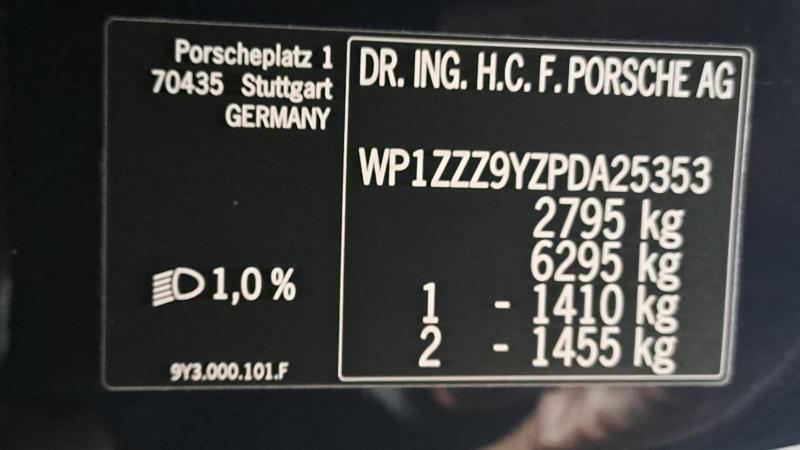 Porscheplatz 1
70435 Stuttgart
GERMANY
1,0 %
9Y3.000.101.F
DR. ING. H.C. F. PORSCHE AG
WP1ZZZ9YZPDA25353
2795 kg
6295 kg
1 - 1410 kg
2 - 1455 kg